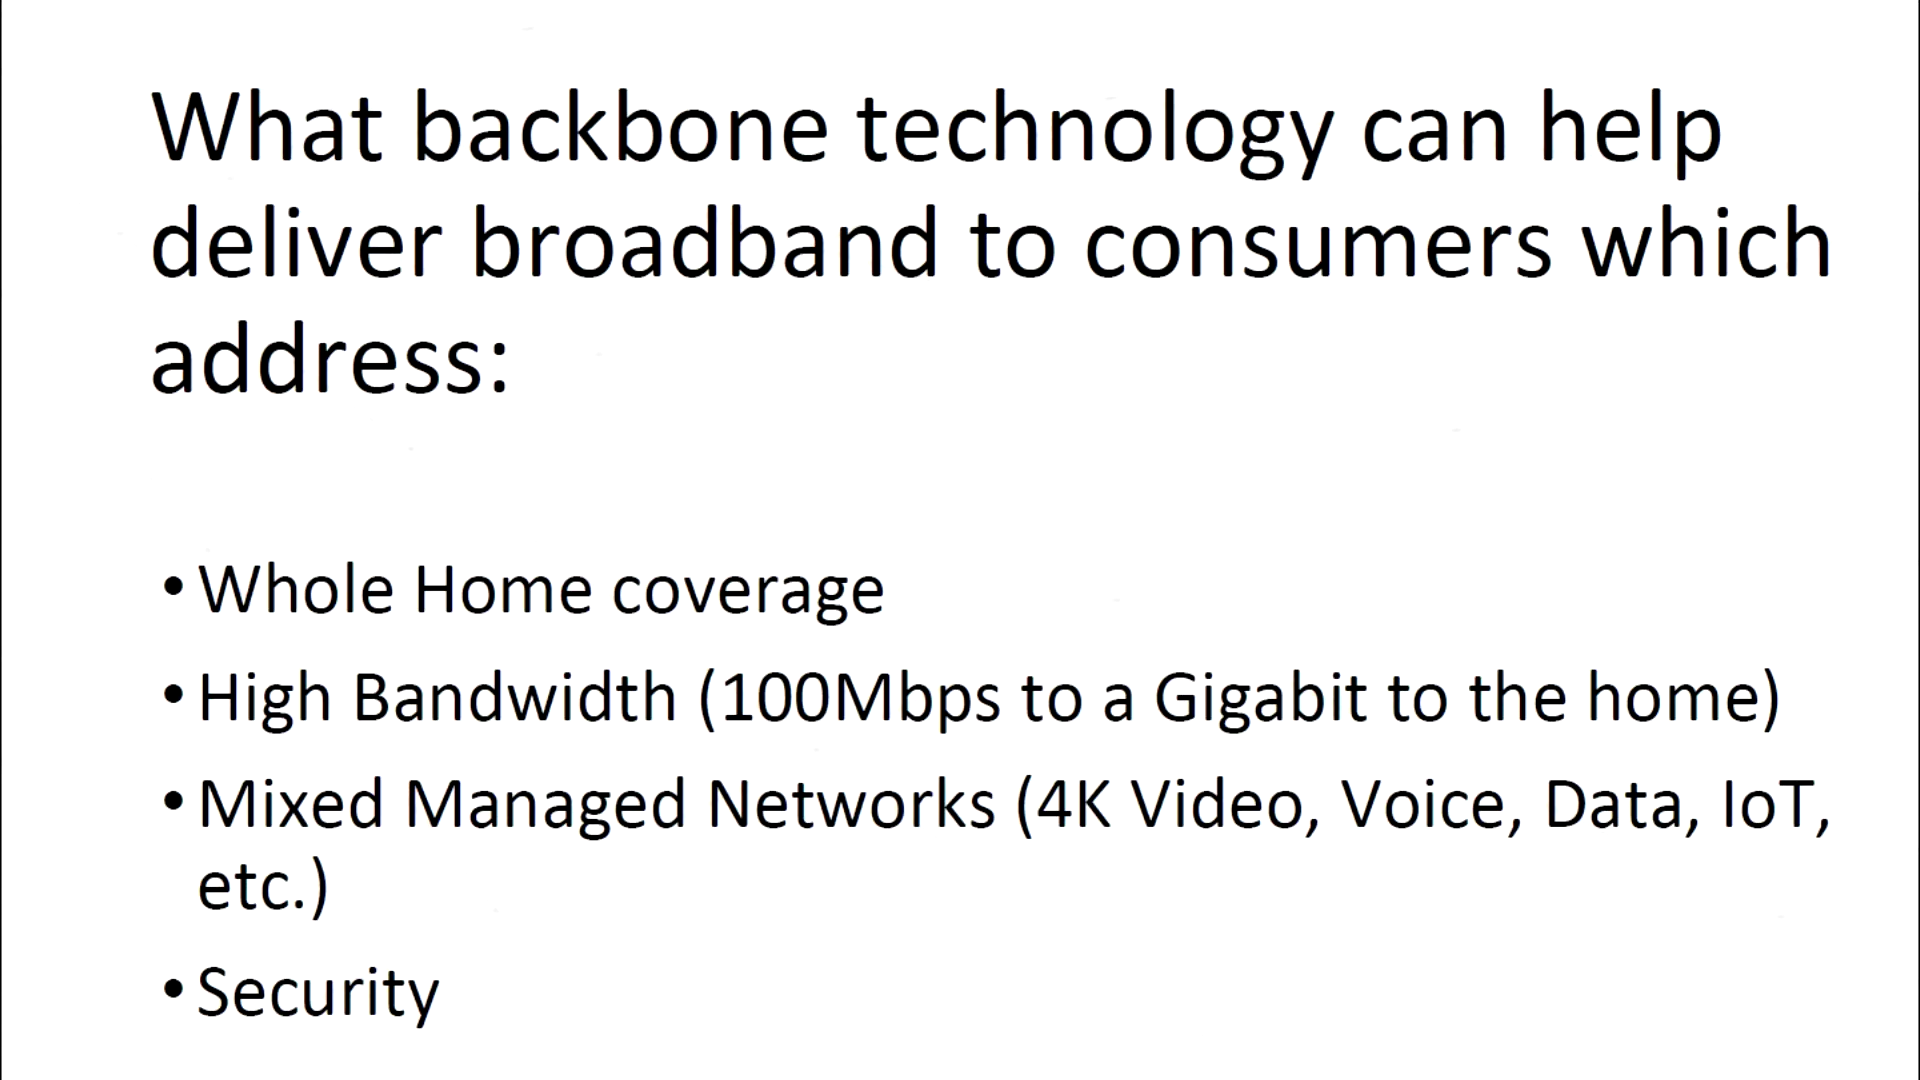 What backbone technology can help
deliver broadband to consumers which
address:
• Whole Home coverage
• High Bandwidth (100Mbps to a Gigabit to the home)
• Mixed Managed Networks (4K Video, Voice, Data, IoT,
etc.)
• Security